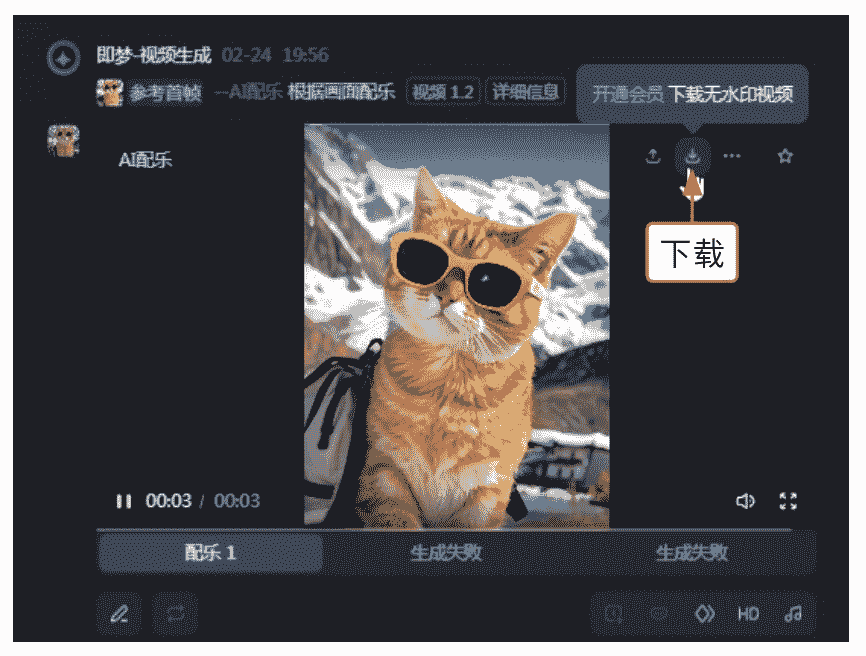 即梦-视频生成 02-24 19:56
参考首帧 --AI配乐 根据画面配乐 视频 1.2 详细信息
开通会员 下载无水印视频
AI配乐
下载
00:03 / 00:03
配乐 1 生成失败 生成失败
HD